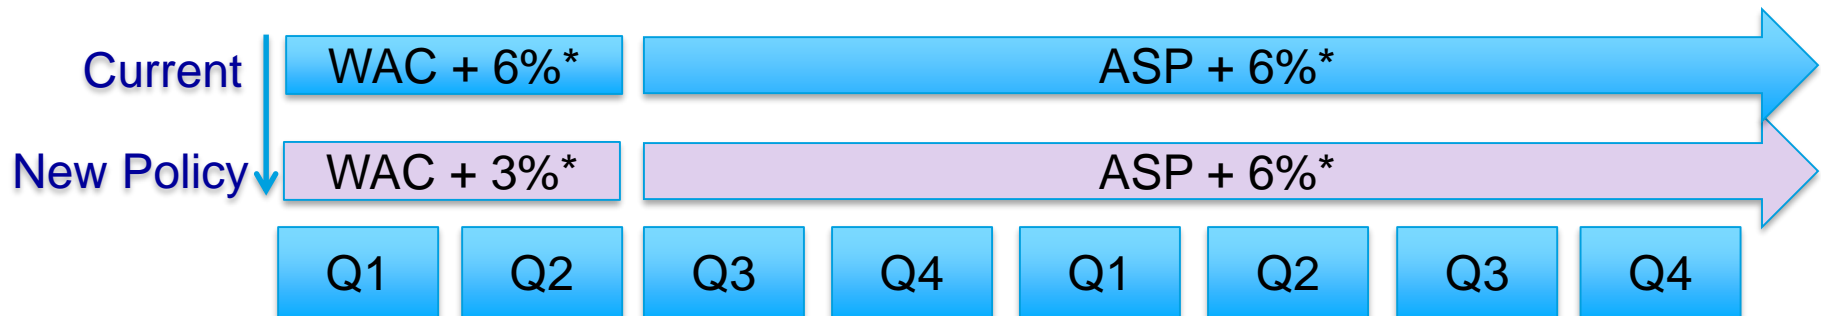 Current WAC + 6%* ASP + 6%*
New Policy WAC + 3%* ASP + 6%*
Q1 Q2 Q3 Q4 Q1 Q2 Q3 Q4